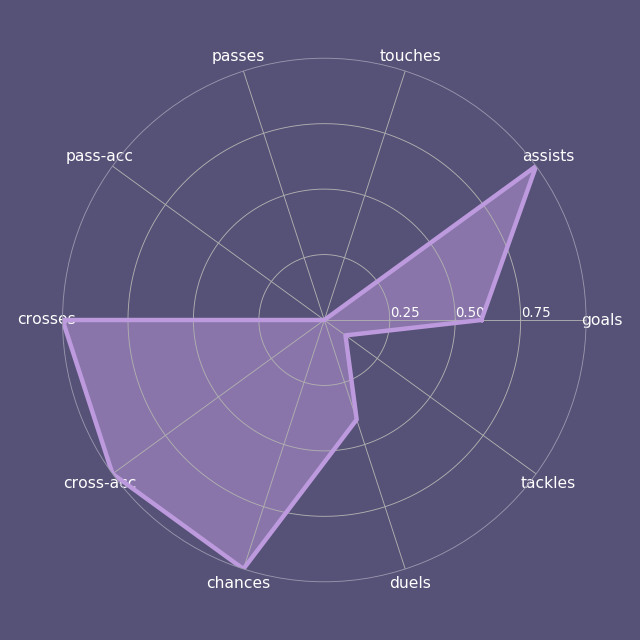 passes
touches
pass-acc
assists
0.25
0.50
0.75
crosses
goals
cross-acc
tackles
chances
duels